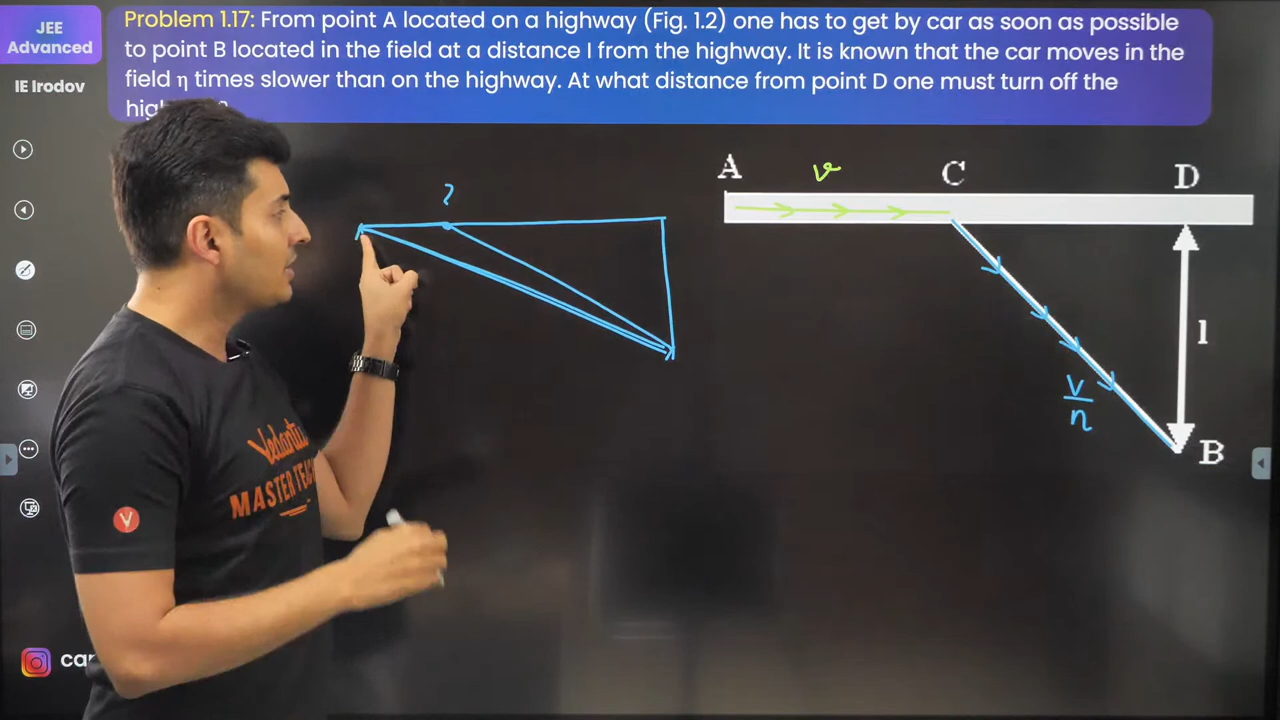 JEE
Advanced
IE Irodov
Problem 1.17: From point A located on a highway (Fig. 1.2) one has to get by car as soon as possible
to point B located in the field at a distance l from the highway. It is known that the car moves in the
field η times slower than on the highway. At what distance from point D one must turn off the
?
A
v
C
D
l
v
n
B
Vedantu
MASTER
V